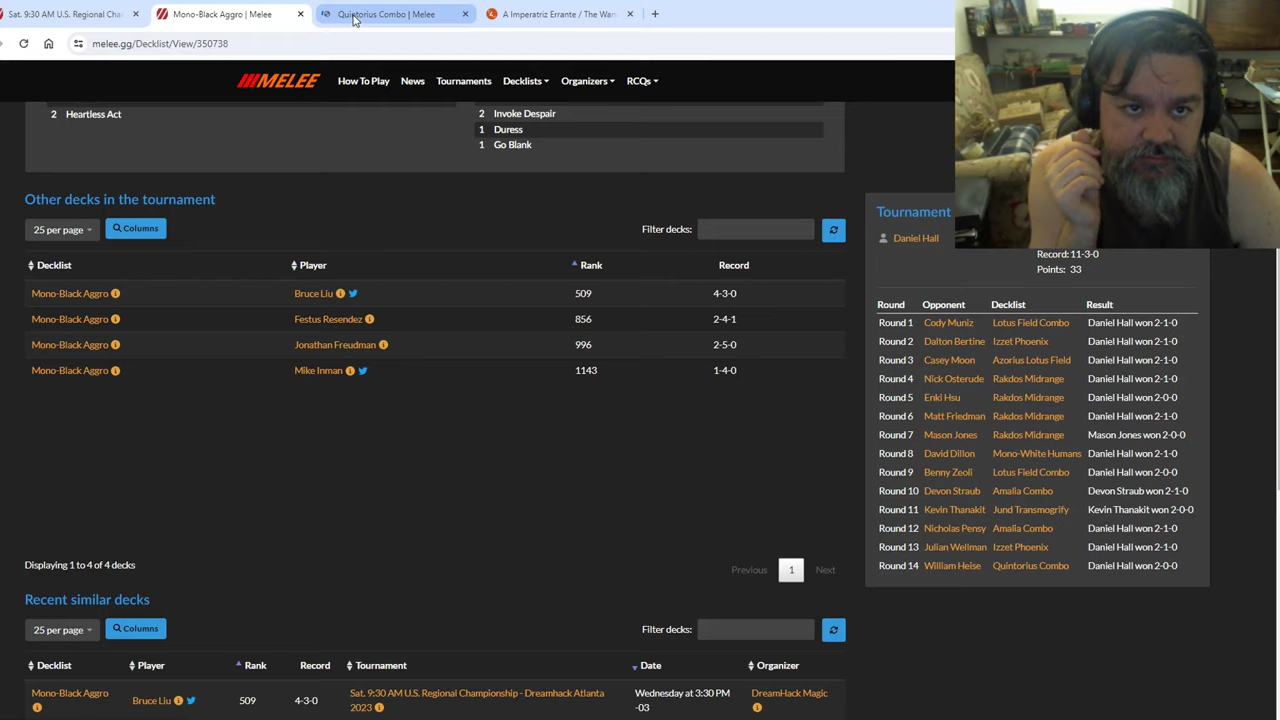 Sat. 9:30 AM U.S. Regional Cha
Mono-Black Aggro | Melee
Quintorius Combo | Melee
A Imperatriz Errante / The Wan
melee.gg/Decklist/View/350738
MELEE
How To Play
News
Tournaments
Decklists
Organizers
RCQs
2 Heartless Act
2 Invoke Despair
1 Duress
1 Go Blank
Other decks in the tournament
25 per page
Columns
Filter decks:
Decklist Player Rank Record
Mono-Black Aggro Bruce Liu 509 4-3-0
Mono-Black Aggro Festus Resendez 856 2-4-1
Mono-Black Aggro Jonathan Freudman 996 2-5-0
Mono-Black Aggro Mike Inman 1143 1-4-0
Displaying 1 to 4 of 4 decks
Previous 1 Next
Recent similar decks
25 per page
Columns
Filter decks:
Decklist Player Rank Record Tournament Date Organizer
Mono-Black Aggro Bruce Liu 509 4-3-0 Sat. 9:30 AM U.S. Regional Championship - Dreamhack Atlanta 2023 Wednesday at 3:30 PM -03 DreamHack Magic
Tournament
Daniel Hall
Record: 11-3-0
Points: 33
Round Opponent Decklist Result
Round 1 Cody Muniz Lotus Field Combo Daniel Hall won 2-1-0
Round 2 Dalton Bertine Izzet Phoenix Daniel Hall won 2-1-0
Round 3 Casey Moon Azorius Lotus Field Daniel Hall won 2-1-0
Round 4 Nick Osterude Rakdos Midrange Daniel Hall won 2-1-0
Round 5 Enki Hsu Rakdos Midrange Daniel Hall won 2-0-0
Round 6 Matt Friedman Rakdos Midrange Daniel Hall won 2-1-0
Round 7 Mason Jones Rakdos Midrange Mason Jones won 2-0-0
Round 8 David Dillon Mono-White Humans Daniel Hall won 2-1-0
Round 9 Benny Zeoli Lotus Field Combo Daniel Hall won 2-0-0
Round 10 Devon Straub Amalia Combo Devon Straub won 2-1-0
Round 11 Kevin Thanakit Jund Transmogrify Kevin Thanakit won 2-0-0
Round 12 Nicholas Pensy Amalia Combo Daniel Hall won 2-1-0
Round 13 Julian Wellman Izzet Phoenix Daniel Hall won 2-1-0
Round 14 William Heise Quintorius Combo Daniel Hall won 2-0-0